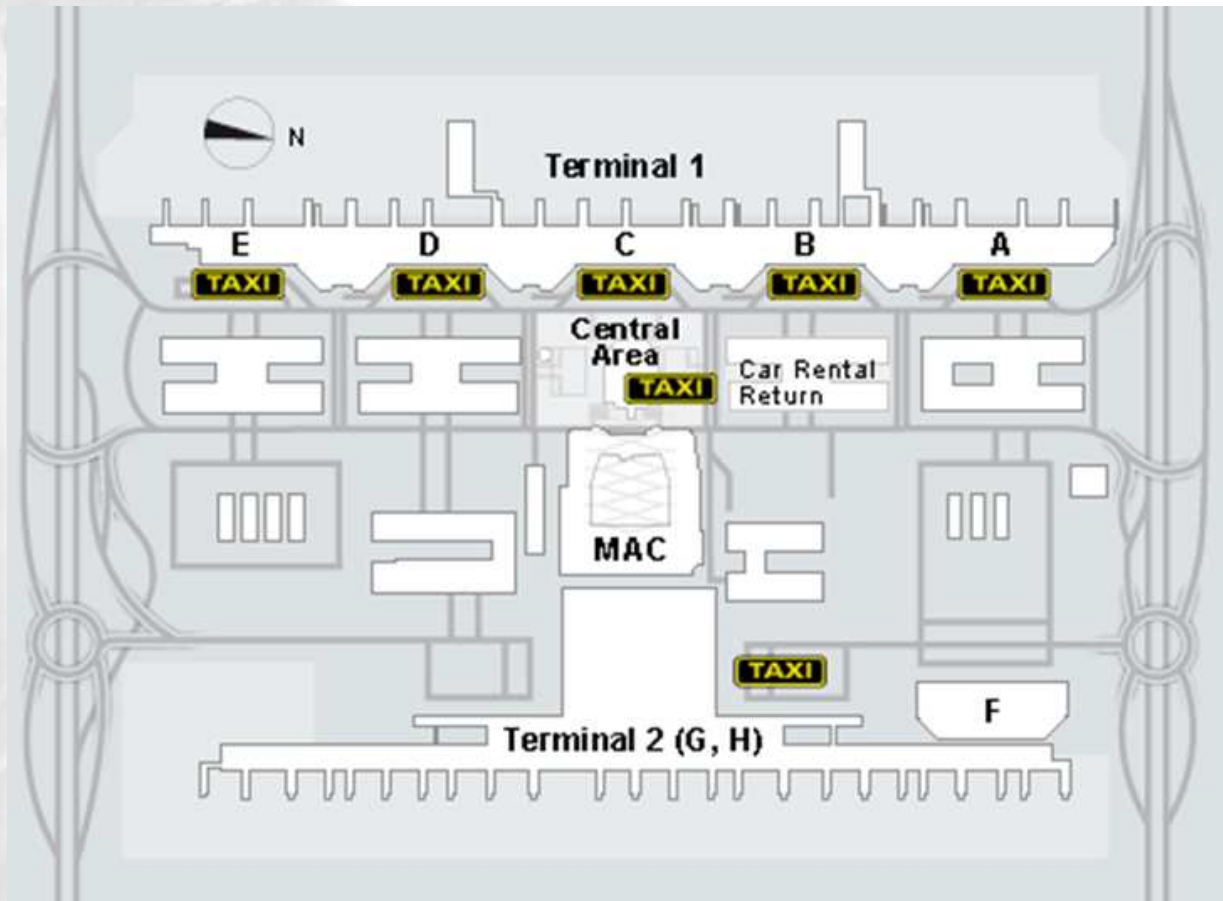 N
Terminal 1
E
D
C
B
A
TAXI
TAXI
TAXI
TAXI
TAXI
Central
Area
TAXI
Car Rental
Return
MAC
TAXI
F
Terminal 2 (G, H)